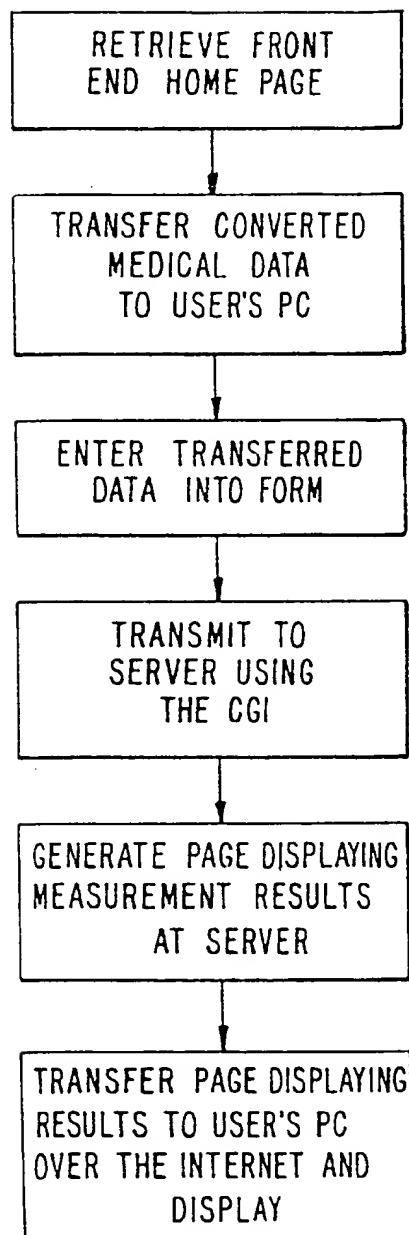 RETRIEVE FRONT
END HOME PAGE
TRANSFER CONVERTED
MEDICAL DATA
TO USER'S PC
ENTER TRANSFERRED
DATA INTO FORM
TRANSMIT TO
SERVER USING
THE CGI
GENERATE PAGE DISPLAYING
MEASUREMENT RESULTS
AT SERVER
TRANSFER PAGE DISPLAYING
RESULTS TO USER'S PC
OVER THE INTERNET AND
DISPLAY